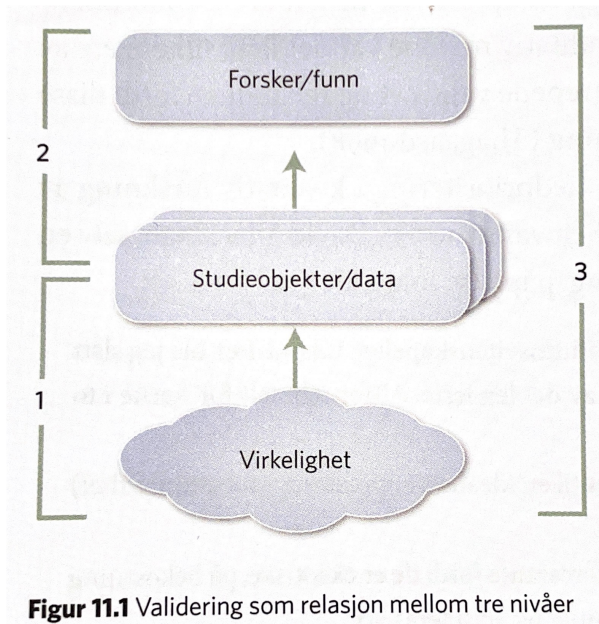 Forsker/funn
2
Studieobjekter/data
3
1
Virkelighet
Figur 11.1 Validering som relasjon mellom tre nivåer